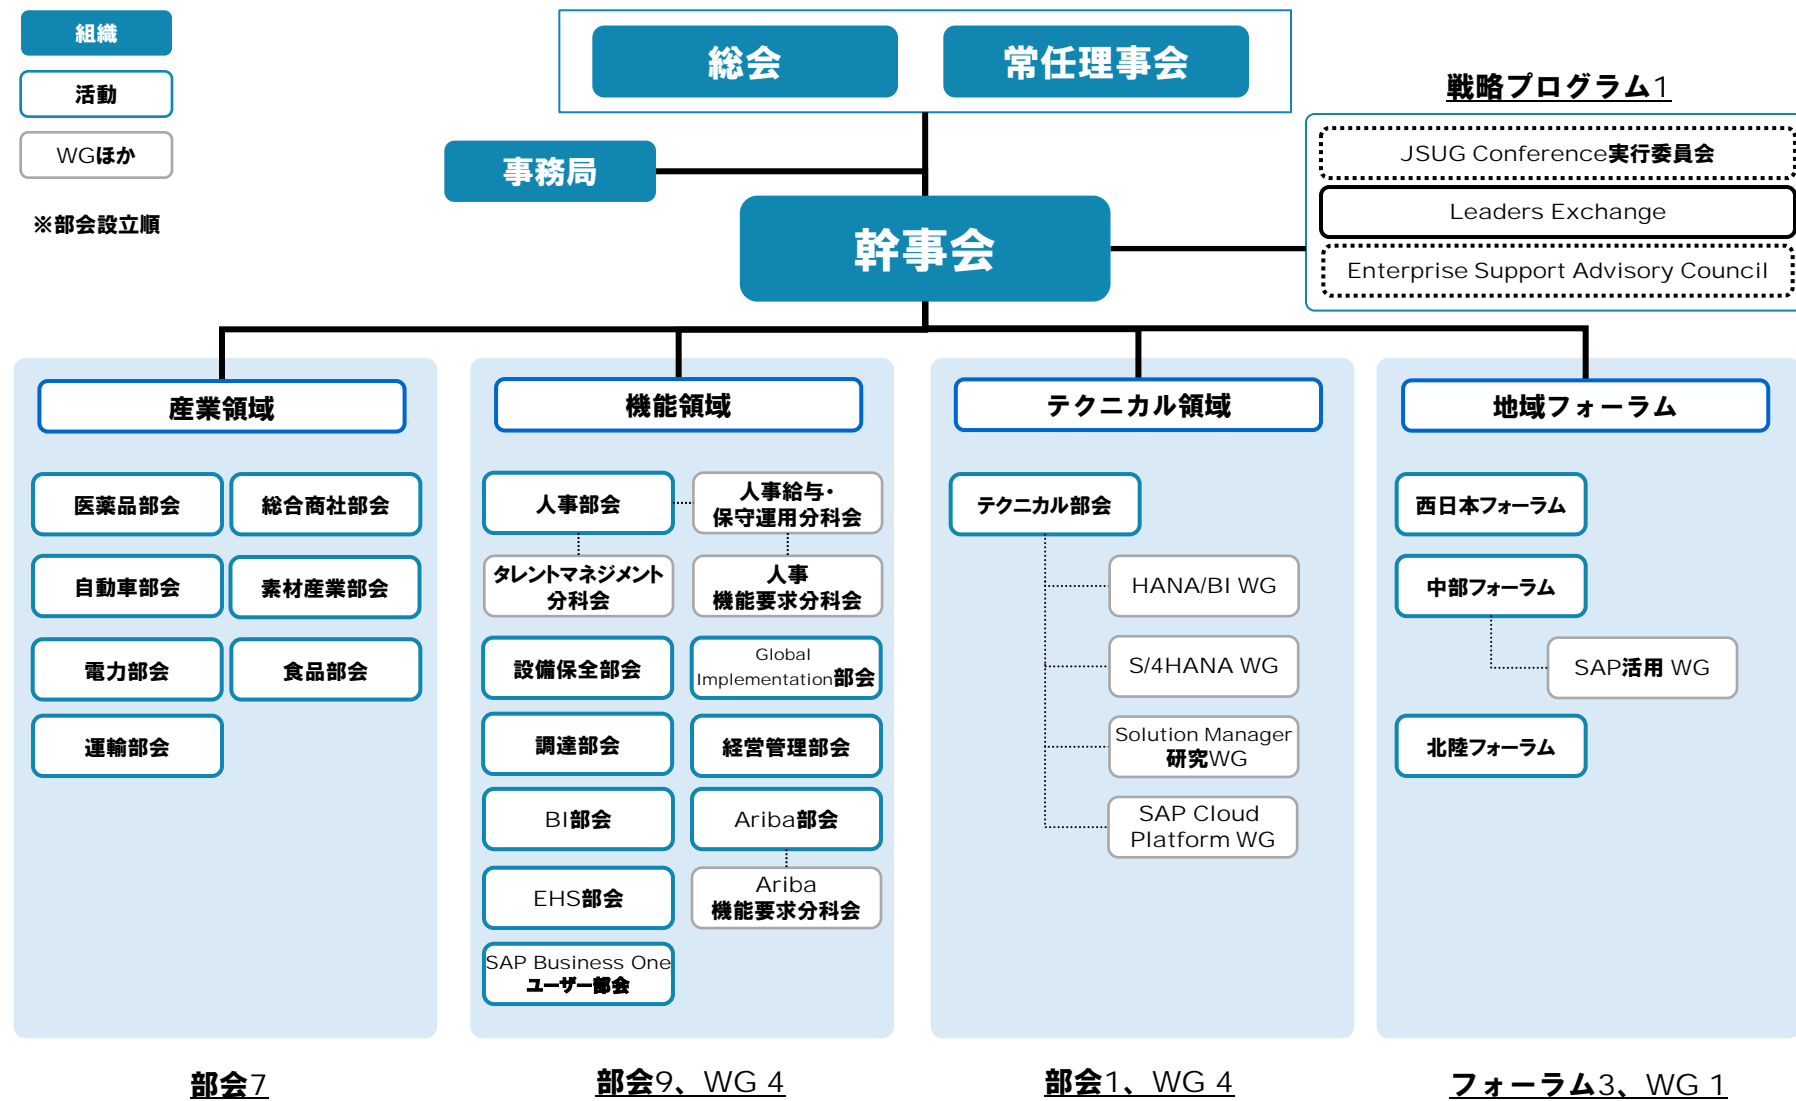 組織
活動
WGほか
※部会設立順
総会
常任理事会
事務局
幹事会
戦略プログラム1
JSUG Conference実行委員会
Leaders Exchange
Enterprise Support Advisory Council
産業領域
医薬品部会
総合商社部会
自動車部会
素材産業部会
電力部会
食品部会
運輸部会
部会7
機能領域
人事部会
人事給与・
保守運用分科会
タレントマネジメント
分科会
人事
機能要求分科会
設備保全部会
Global
Implementation部会
調達部会
経営管理部会
BI部会
Ariba部会
EHS部会
Ariba
機能要求分科会
SAP Business One
ユーザー部会
部会9、WG 4
テクニカル領域
テクニカル部会
HANA/BI WG
S/4HANA WG
Solution Manager
研究WG
SAP Cloud
Platform WG
部会1、WG 4
地域フォーラム
西日本フォーラム
中部フォーラム
SAP活用 WG
北陸フォーラム
フォーラム3、WG 1